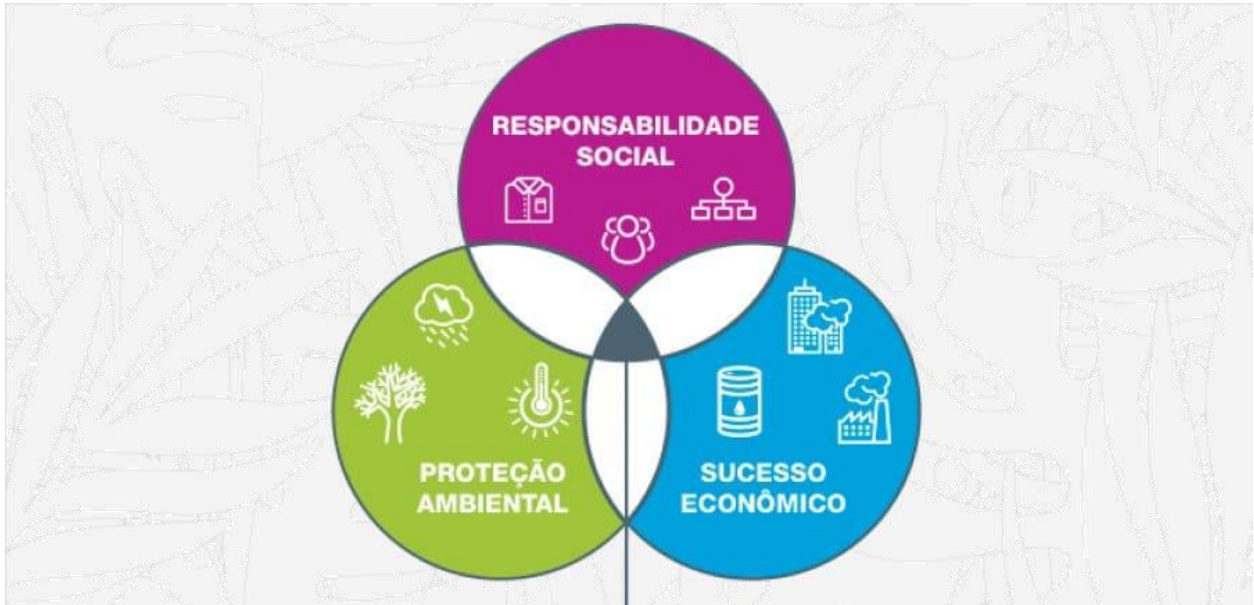 RESPONSABILIDADE
SOCIAL
PROTEÇÃO
AMBIENTAL
SUCESSO
ECONÔMICO